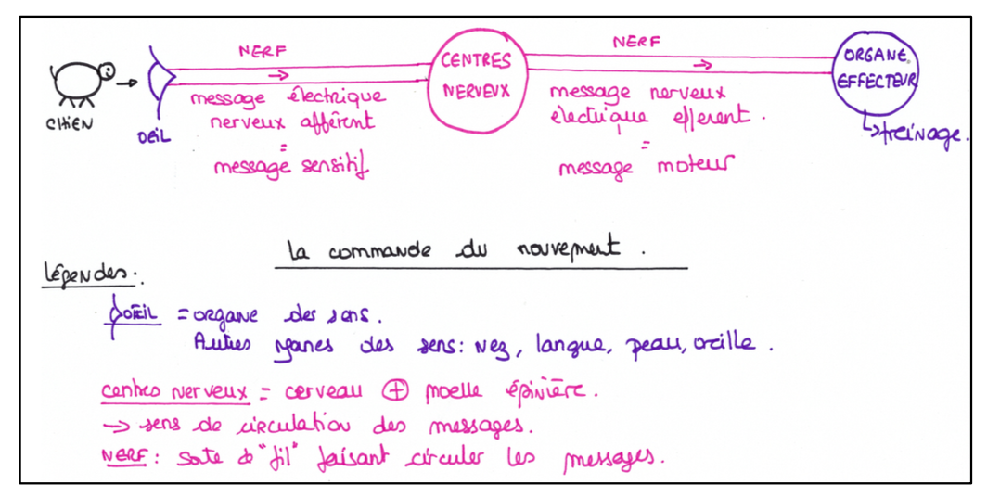 NERF
NERF
CENTRES
NERVEUX
ORGANE
EFFECTEUR
CHIEN
OEIL
message électrique
nerveux afférent
=
message sensitif
message nerveux
électrique efferent.
=
message moteur
↳ freinage.
la commande du mouvement.
Légendes:
OEIL = organe des sens.
Autres organes des sens: Nez, langue, peau, oreille.
centres nerveux = cerveau + moelle épinière.
→ sens de circulation des messages.
NERF: sorte de "fil" faisant circuler les messages.